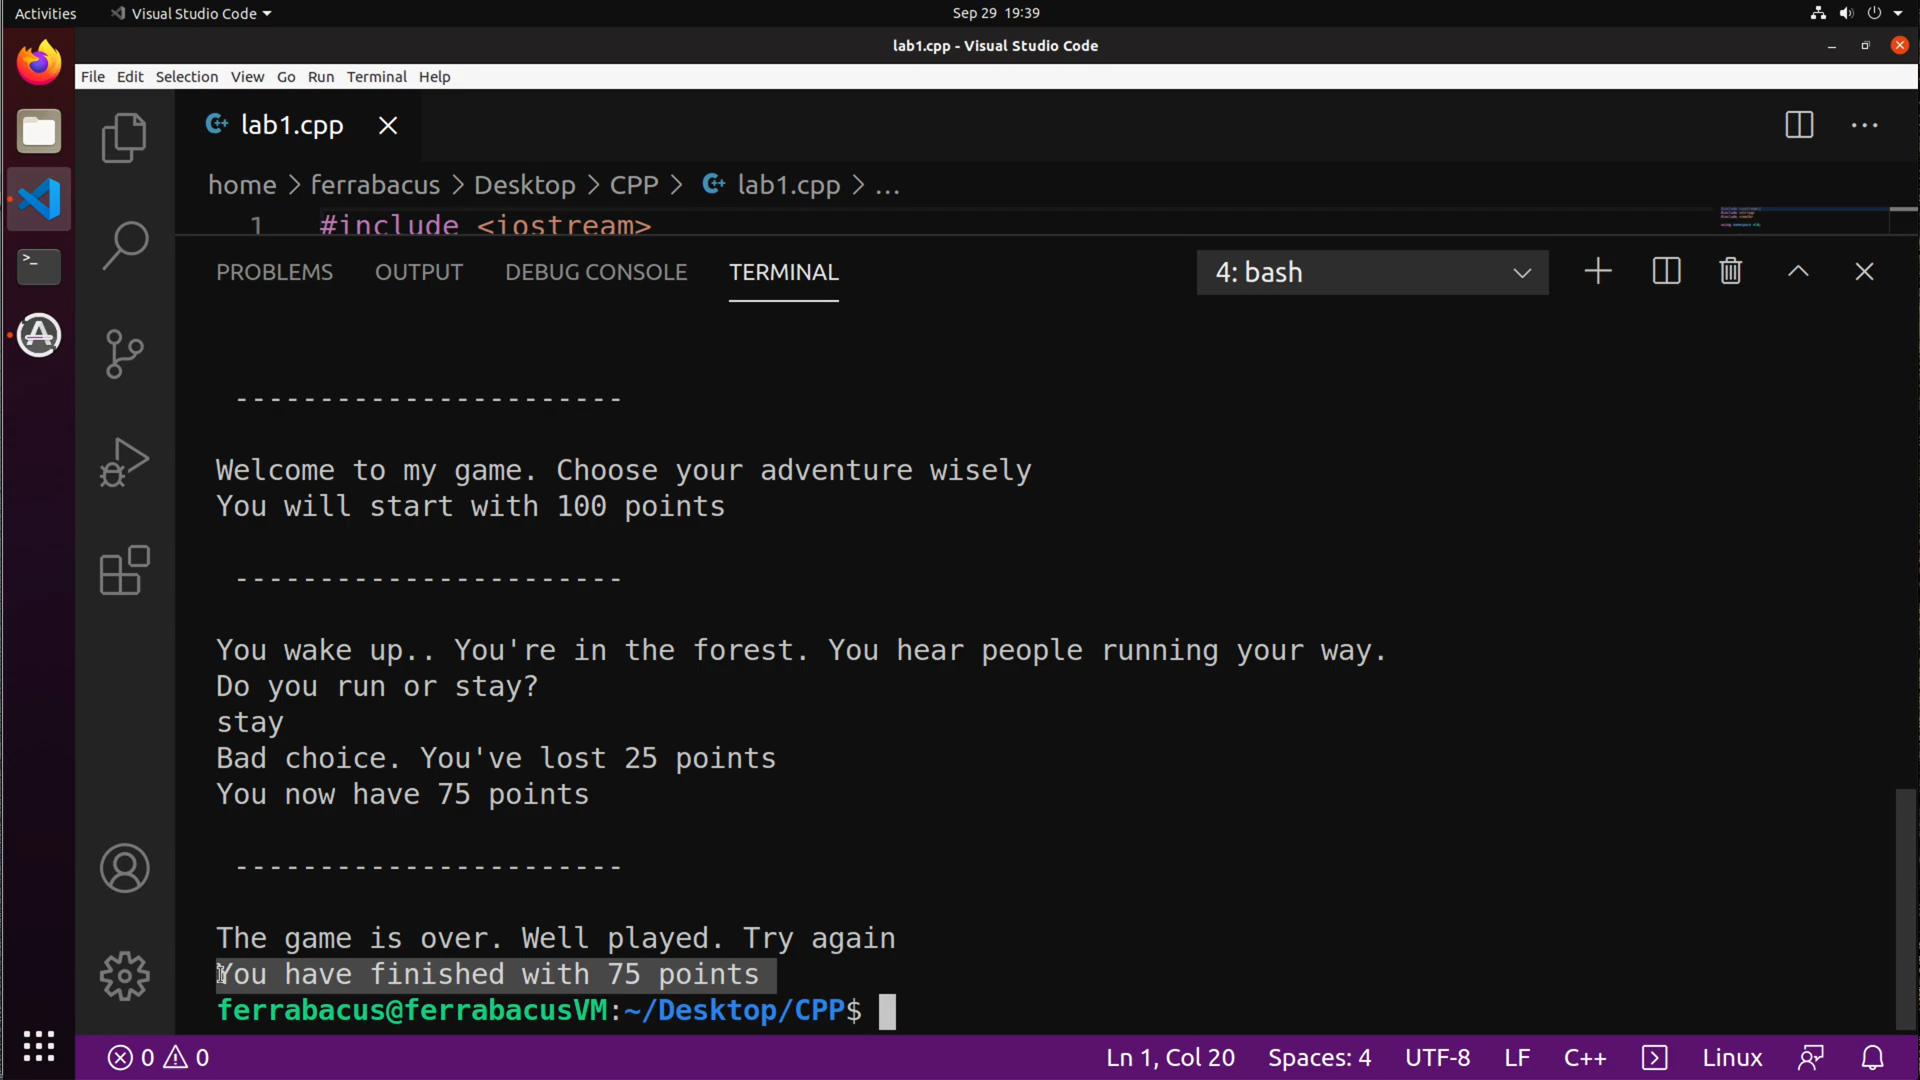 Activities Visual Studio Code Sep 29 19:39
lab1.cpp - Visual Studio Code
File Edit Selection View Go Run Terminal Help
lab1.cpp
home > ferrabacus > Desktop > CPP > lab1.cpp > ...
1 #include <iostream>
PROBLEMS OUTPUT DEBUG CONSOLE TERMINAL 4: bash
-----------------------
Welcome to my game. Choose your adventure wisely
You will start with 100 points
-----------------------
You wake up.. You're in the forest. You hear people running your way.
Do you run or stay?
stay
Bad choice. You've lost 25 points
You now have 75 points
-----------------------
The game is over. Well played. Try again
You have finished with 75 points
ferrabacus@ferrabacusVM:~/Desktop/CPP$
0 0 Ln 1, Col 20 Spaces: 4 UTF-8 LF C++ Linux